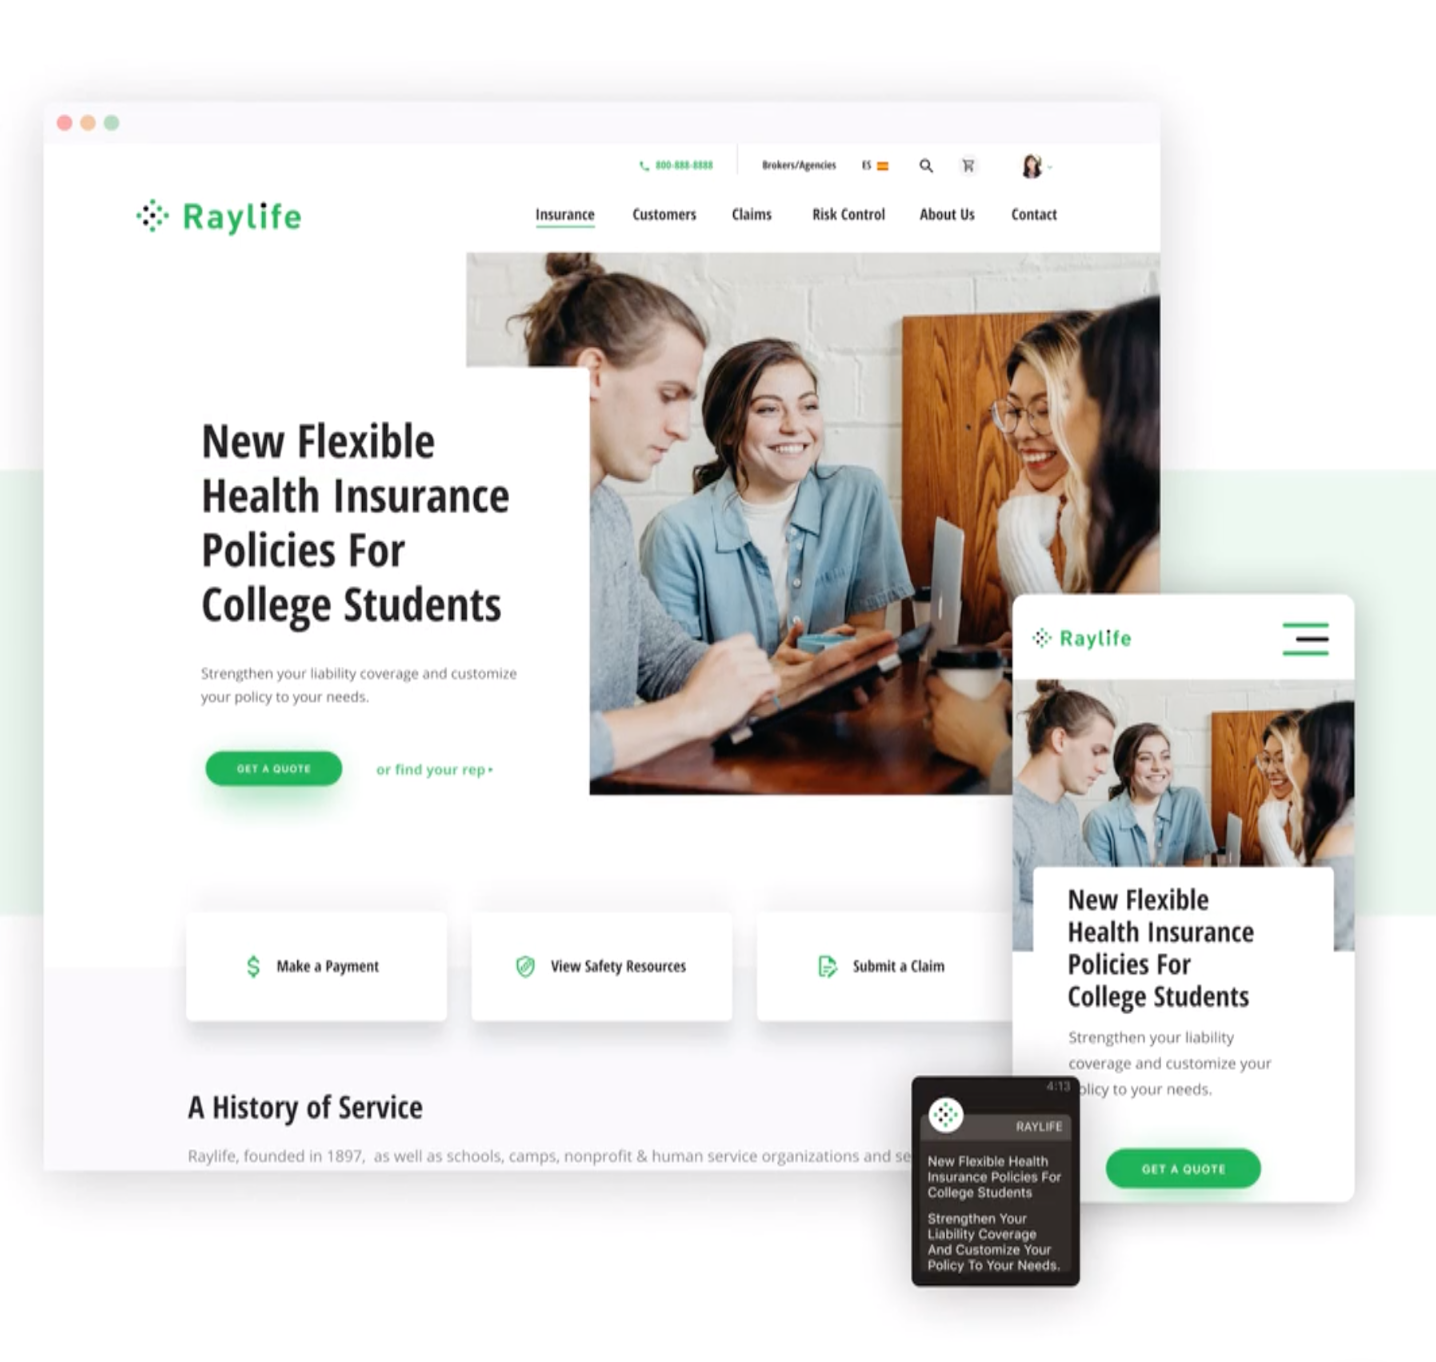 800-888-8888
Brokers/Agencies
ES
Raylife
Insurance
Customers
Claims
Risk Control
About Us
Contact
New Flexible
Health Insurance
Policies For
College Students
Strengthen your liability coverage and customize
your policy to your needs.
GET A QUOTE
or find your rep
Make a Payment
View Safety Resources
Submit a Claim
A History of Service
Raylife, founded in 1897,  as well as schools, camps, nonprofit & human service organizations and se
Raylife
New Flexible
Health Insurance
Policies For
College Students
Strengthen your liability
coverage and customize your
olicy to your needs.
GET A QUOTE
4:13
RAYLIFE
New Flexible Health
Insurance Policies For
College Students
Strengthen Your
Liability Coverage
And Customize Your
Policy To Your Needs.